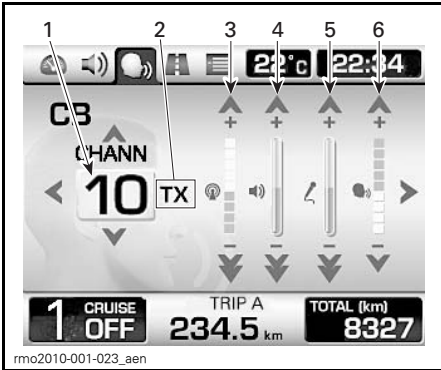 1 2 3 4 5 6
22°c 22:34
CB
+ + + +
CHANN
10 TX
- - - -
1 CRUISE OFF
TRIP A
234.5 km
TOTAL (km)
8327
rmo2010-001-023_aen